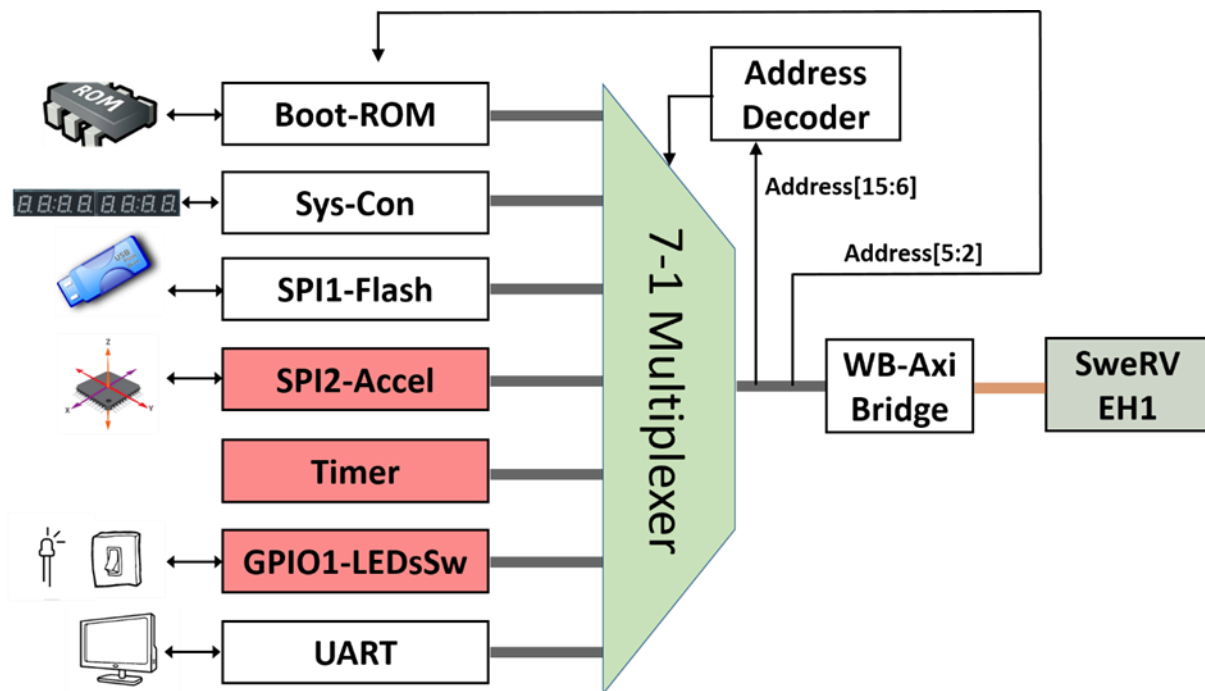 ROM
Boot-ROM
Address
Decoder
Address[15:6]
Sys-Con
Address[5:2]
USB
SPI1-Flash
7-1 Multiplexer
Z
X
Y
SPI2-Accel
WB-Axi
Bridge
SweRV
EH1
Timer
GPIO1-LEDsSw
UART